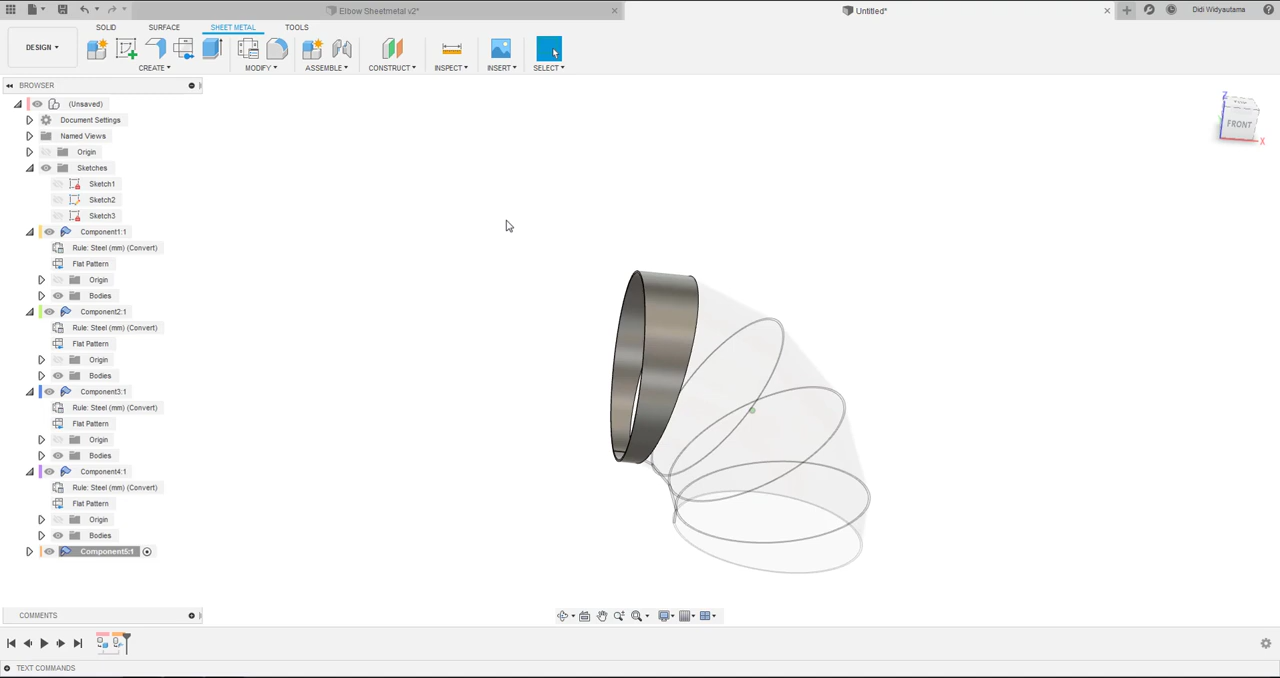 Elbow Sheetmetal v2*
Untitled*
Didi Widyautama
SOLID
SURFACE
SHEET METAL
TOOLS
DESIGN
CREATE
MODIFY
ASSEMBLE
CONSTRUCT
INSPECT
INSERT
SELECT
BROWSER
(Unsaved)
Document Settings
Named Views
Origin
Sketches
Sketch1
Sketch2
Sketch3
Component1:1
Rule: Steel (mm) (Convert)
Flat Pattern
Origin
Bodies
Component2:1
Rule: Steel (mm) (Convert)
Flat Pattern
Origin
Bodies
Component3:1
Rule: Steel (mm) (Convert)
Flat Pattern
Origin
Bodies
Component4:1
Rule: Steel (mm) (Convert)
Flat Pattern
Origin
Bodies
Component5:1
Z
FRONT
X
COMMENTS
TEXT COMMANDS